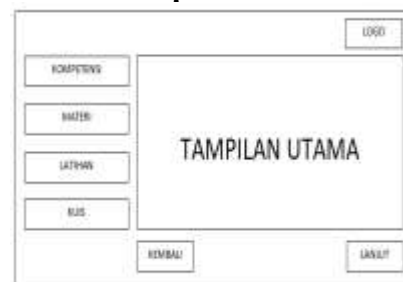 LOGO
KOMPETENSI
MATERI
TAMPILAN UTAMA
LATIHAN
KUIS
KEMBALI
LANJUT